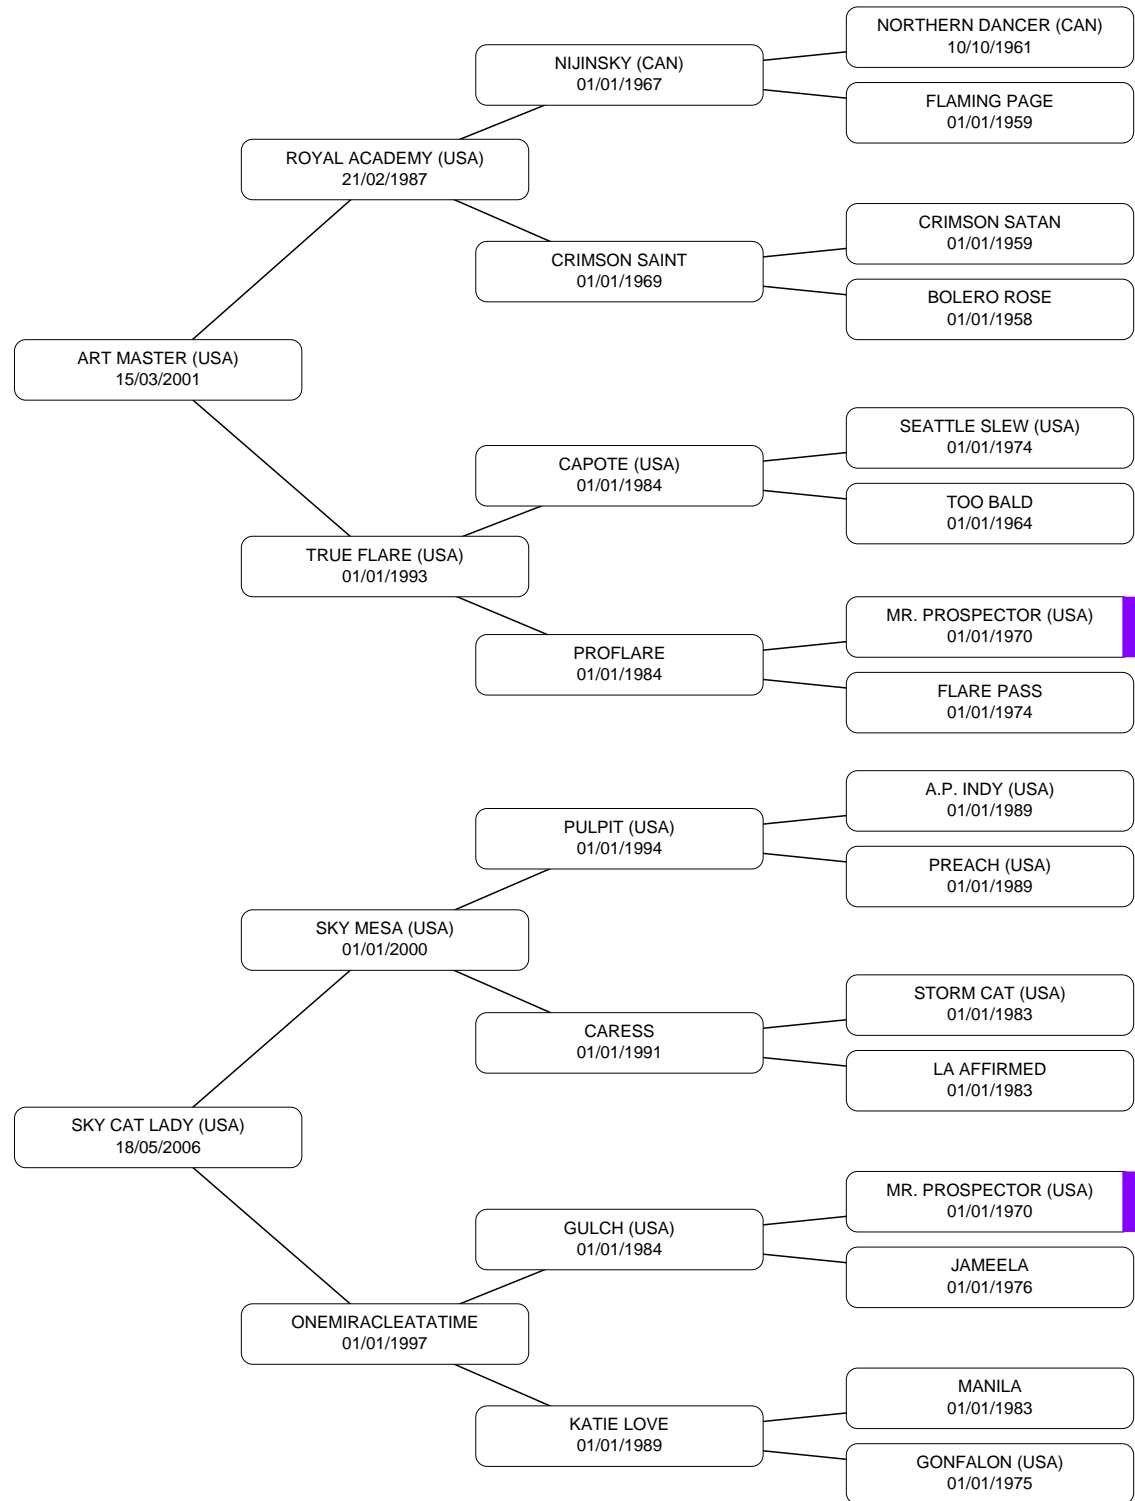 NORTHERN DANCER (CAN)
10/10/1961
NIJINSKY (CAN)
01/01/1967
FLAMING PAGE
01/01/1959
ROYAL ACADEMY (USA)
21/02/1987
CRIMSON SATAN
01/01/1959
CRIMSON SAINT
01/01/1969
BOLERO ROSE
01/01/1958
ART MASTER (USA)
15/03/2001
SEATTLE SLEW (USA)
01/01/1974
CAPOTE (USA)
01/01/1984
TOO BALD
01/01/1964
TRUE FLARE (USA)
01/01/1993
MR. PROSPECTOR (USA)
01/01/1970
PROFLARE
01/01/1984
FLARE PASS
01/01/1974
A.P. INDY (USA)
01/01/1989
PULPIT (USA)
01/01/1994
PREACH (USA)
01/01/1989
SKY MESA (USA)
01/01/2000
STORM CAT (USA)
01/01/1983
CARESS
01/01/1991
LA AFFIRMED
01/01/1983
SKY CAT LADY (USA)
18/05/2006
MR. PROSPECTOR (USA)
01/01/1970
GULCH (USA)
01/01/1984
JAMEELA
01/01/1976
ONEMIRACLEATATIME
01/01/1997
MANILA
01/01/1983
KATIE LOVE
01/01/1989
GONFALON (USA)
01/01/1975